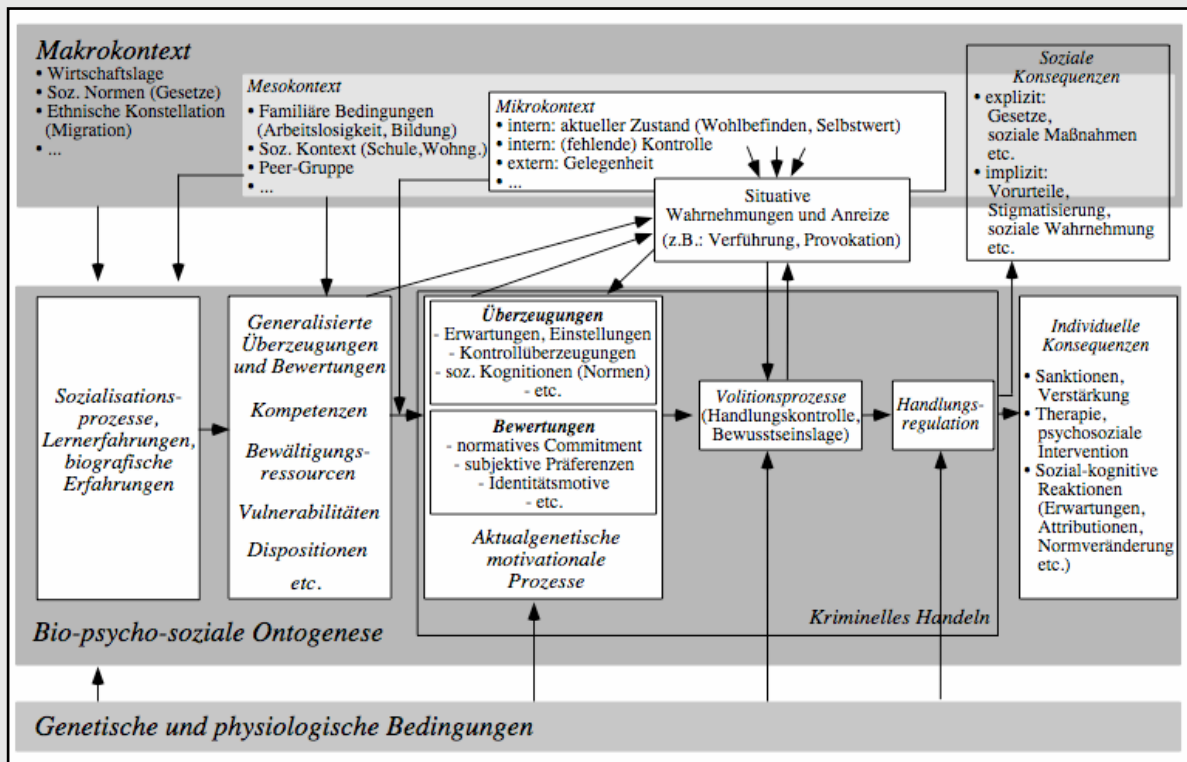 Makrokontext
• Wirtschaftslage
• Soz. Normen (Gesetze)
• Ethnische Konstellation
(Migration)
• ...
Mesokontext
• Familiäre Bedingungen
(Arbeitslosigkeit, Bildung)
• Soz. Kontext (Schule,Wohng.)
• Peer-Gruppe
• ...
Mikrokontext
• intern: aktueller Zustand (Wohlbefinden, Selbstwert)
• intern: (fehlende) Kontrolle
• extern: Gelegenheit
• ...
Situative
Wahrnehmungen und Anreize
(z.B.: Verführung, Provokation)
Soziale
Konsequenzen
• explizit:
Gesetze,
soziale Maßnahmen
etc.
• implizit:
Vorurteile,
Stigmatisierung,
soziale Wahrnehmung
etc.
Sozialisations-
prozesse,
Lernerfahrungen,
biografische
Erfahrungen
Generalisierte
Überzeugungen
und Bewertungen
Kompetenzen
Bewältigungs-
ressourcen
Vulnerabilitäten
Dispositionen
etc.
Überzeugungen
- Erwartungen, Einstellungen
- Kontrollüberzeugungen
- soz. Kognitionen (Normen)
- etc.
Bewertungen
- normatives Commitment
- subjektive Präferenzen
- Identitätsmotive
- etc.
Aktualgenetische
motivationale
Prozesse
Volitionsprozesse
(Handlungskontrolle,
Bewusstseinslage)
Handlungs-
regulation
Kriminelles Handeln
Individuelle
Konsequenzen
• Sanktionen,
Verstärkung
• Therapie,
psychosoziale
Intervention
• Sozial-kognitive
Reaktionen
(Erwartungen,
Attributionen,
Normveränderung
etc.)
Bio-psycho-soziale Ontogenese
Genetische und physiologische Bedingungen